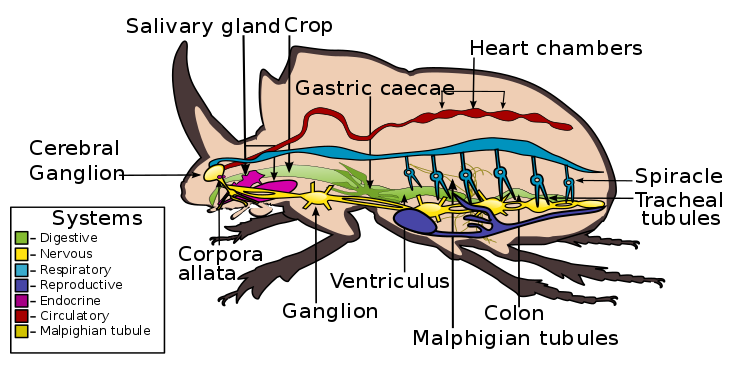 Salivary gland
Crop
Heart chambers
Gastric caecae
Cerebral
Ganglion
Spiracle
Tracheal
tubules
Systems
– Digestive
– Nervous
– Respiratory
– Reproductive
– Endocrine
– Circulatory
– Malpighian tubule
Corpora
allata
Ventriculus
Ganglion
Colon
Malphigian tubules